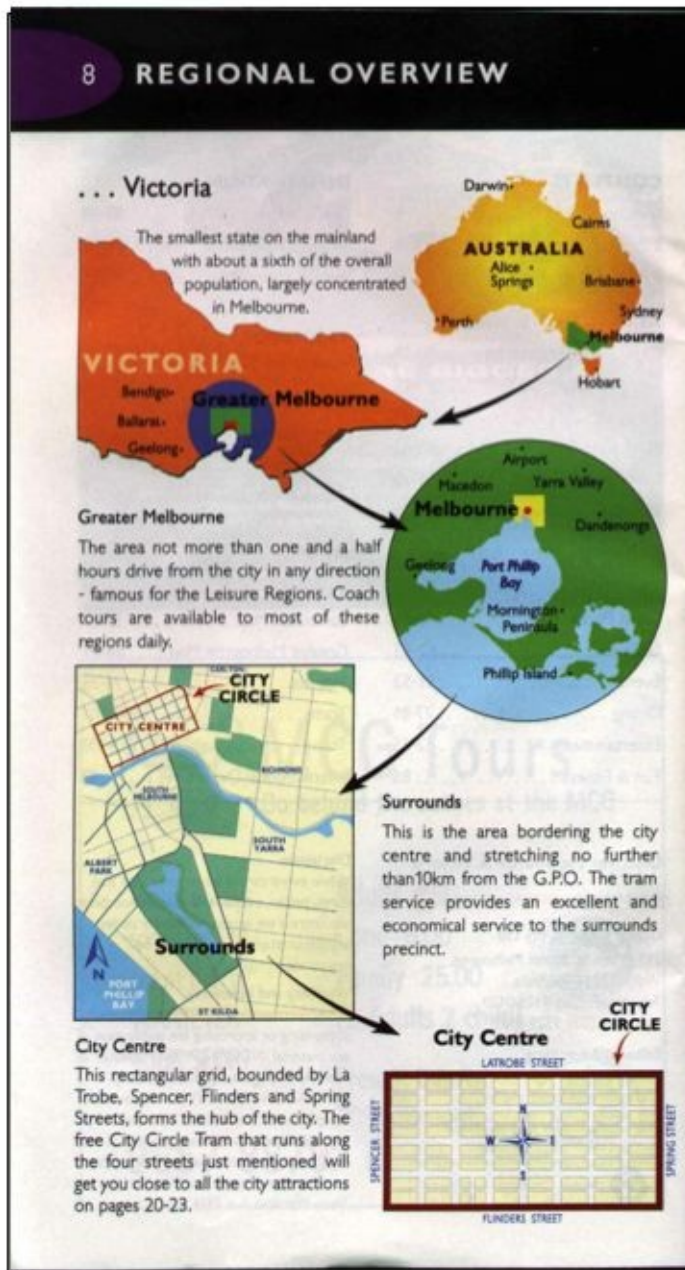 8 REGIONAL OVERVIEW
. . . Victoria
The smallest state on the mainland
with about a sixth of the overall
population, largely concentrated
in Melbourne.
Darwin
Cairns
AUSTRALIA
Alice
Springs
Brisbane
Sydney
Perth
Melbourne
Hobart
VICTORIA
Bendigo
Greater Melbourne
Ballarat
Geelong
Airport
Macedon
Yarra Valley
Melbourne
Dandenongs
Geelong
Port Phillip
Bay
Mornington
Peninsula
Phillip Island
Greater Melbourne
The area not more than one and a half
hours drive from the city in any direction
- famous for the Leisure Regions. Coach
tours are available to most of these
regions daily.
CITY
CIRCLE
CITY CENTRE
RICHMOND
SOUTH
MELBOURNE
SOUTH
YARRA
ALBERT
PARK
Surrounds
N
PORT
PHILLIP
BAY
ST KILDA
Surrounds
This is the area bordering the city
centre and stretching no further
than10km from the G.P.O. The tram
service provides an excellent and
economical service to the surrounds
precinct.
City Centre
This rectangular grid, bounded by La
Trobe, Spencer, Flinders and Spring
Streets, forms the hub of the city. The
free City Circle Tram that runs along
the four streets just mentioned will
get you close to all the city attractions
on pages 20-23.
City Centre
CITY
CIRCLE
LATROBE STREET
SPENCER STREET
N
W
S
SPRING STREET
FLINDERS STREET